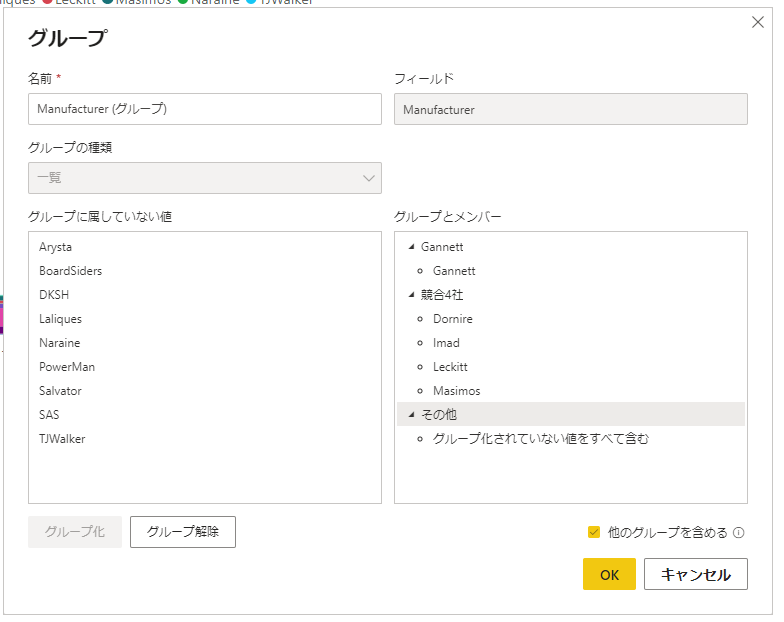 Leckitt Masimos Naraine TJWalker
グループ
名前 *
フィールド
Manufacturer (グループ)
Manufacturer
グループの種類
一覧
グループに属していない値
グループとメンバー
Arysta
BoardSiders
DKSH
Laliques
Naraine
PowerMan
Salvator
SAS
TJWalker
Gannett
Gannett
競合4社
Dornire
Imad
Leckitt
Masimos
その他
グループ化されていない値をすべて含む
グループ化
グループ解除
他のグループを含める
OK
キャンセル